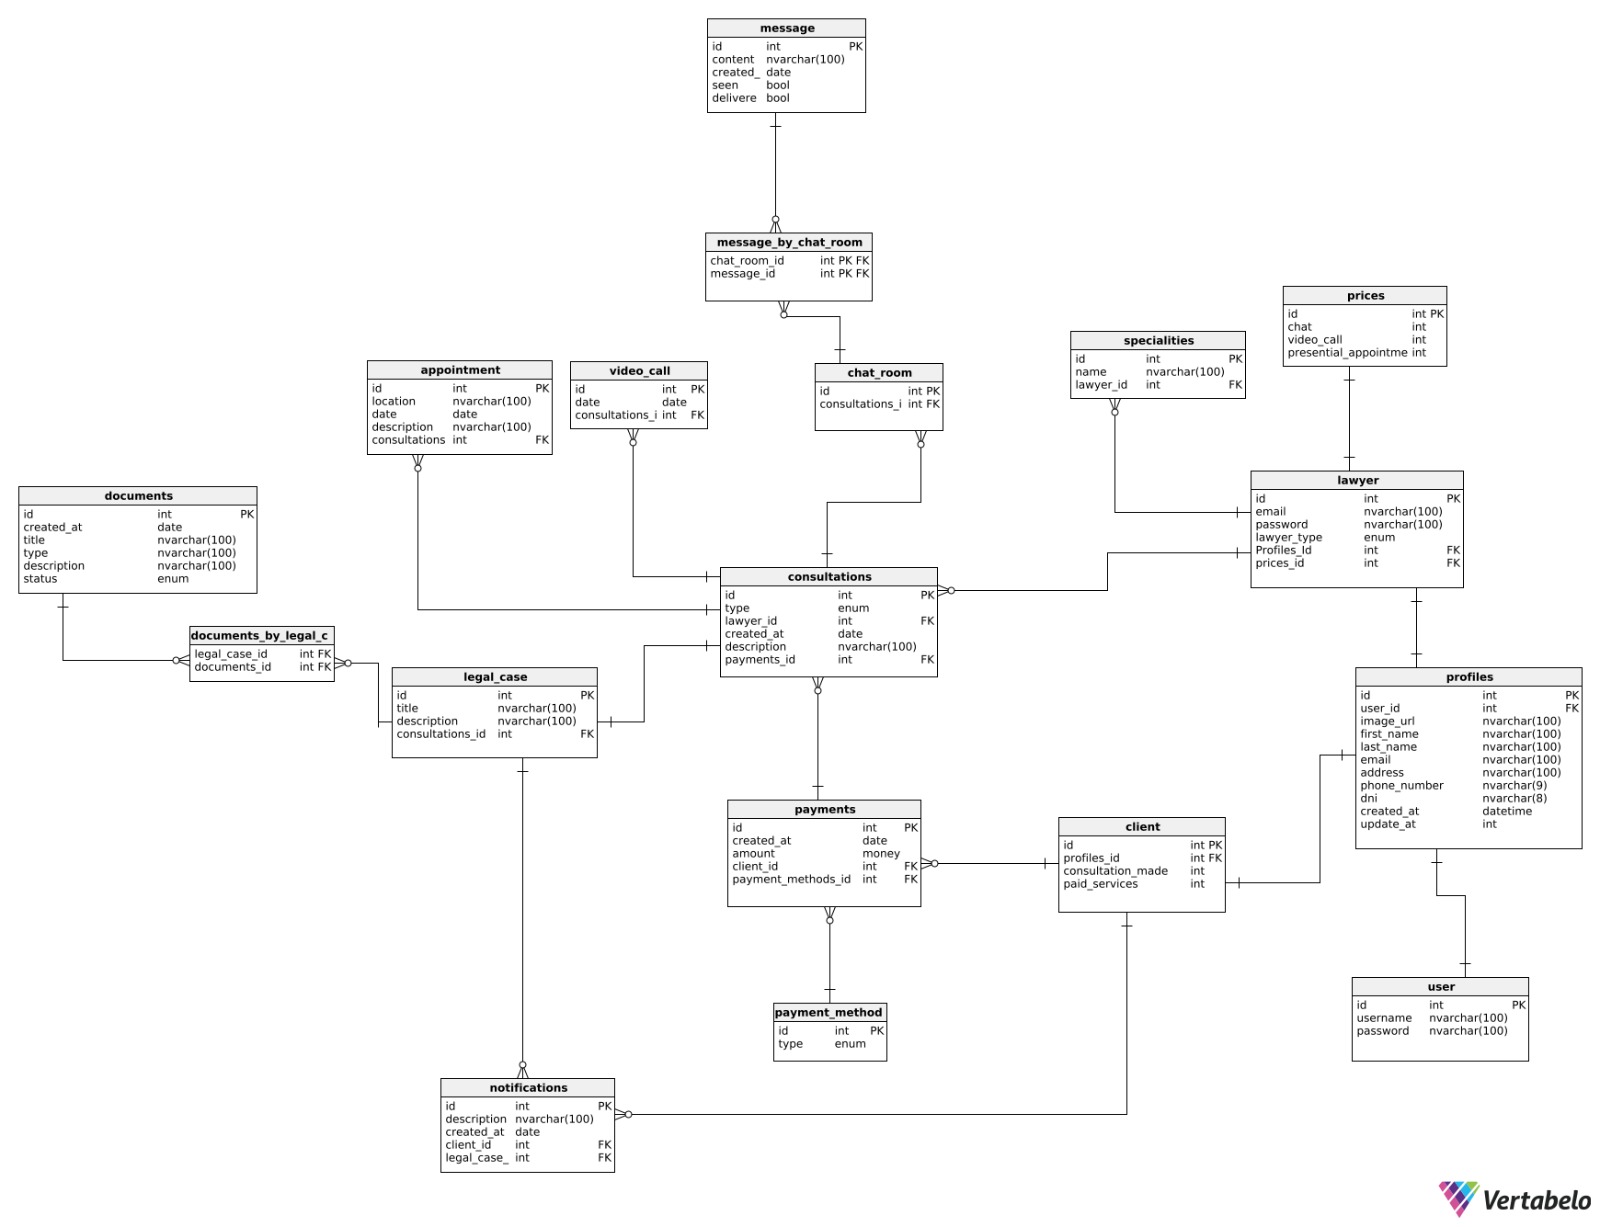 message
id int PK
content nvarchar(100)
created_ date
seen bool
delivere bool
message_by_chat_room
chat_room_id int PK FK
message_id int PK FK
prices
id int PK
chat int
video_call int
presential_appointme int
specialities
id int PK
name nvarchar(100)
lawyer_id int FK
appointment
id int PK
location nvarchar(100)
date date
description nvarchar(100)
consultations int FK
video_call
id int PK
date date
consultations_i int FK
chat_room
id int PK
consultations_i int FK
lawyer
id int PK
email nvarchar(100)
password nvarchar(100)
lawyer_type enum
Profiles_Id int FK
prices_id int FK
documents
id int PK
created_at date
title nvarchar(100)
type nvarchar(100)
description nvarchar(100)
status enum
consultations
id int PK
type enum
lawyer_id int FK
created_at date
description nvarchar(100)
payments_id int FK
documents_by_legal_c
legal_case_id int FK
documents_id int FK
legal_case
id int PK
title nvarchar(100)
description nvarchar(100)
consultations_id int FK
profiles
id int PK
user_id int FK
image_url nvarchar(100)
first_name nvarchar(100)
last_name nvarchar(100)
email nvarchar(100)
address nvarchar(100)
phone_number nvarchar(9)
dni nvarchar(8)
created_at datetime
update_at int
payments
id int PK
created_at date
amount money
client_id int FK
payment_methods_id int FK
client
id int PK
profiles_id int FK
consultation_made int
paid_services int
user
id int PK
username nvarchar(100)
password nvarchar(100)
payment_method
id int PK
type enum
notifications
id int PK
description nvarchar(100)
created_at date
client_id int FK
legal_case_ int FK
Vertabelo